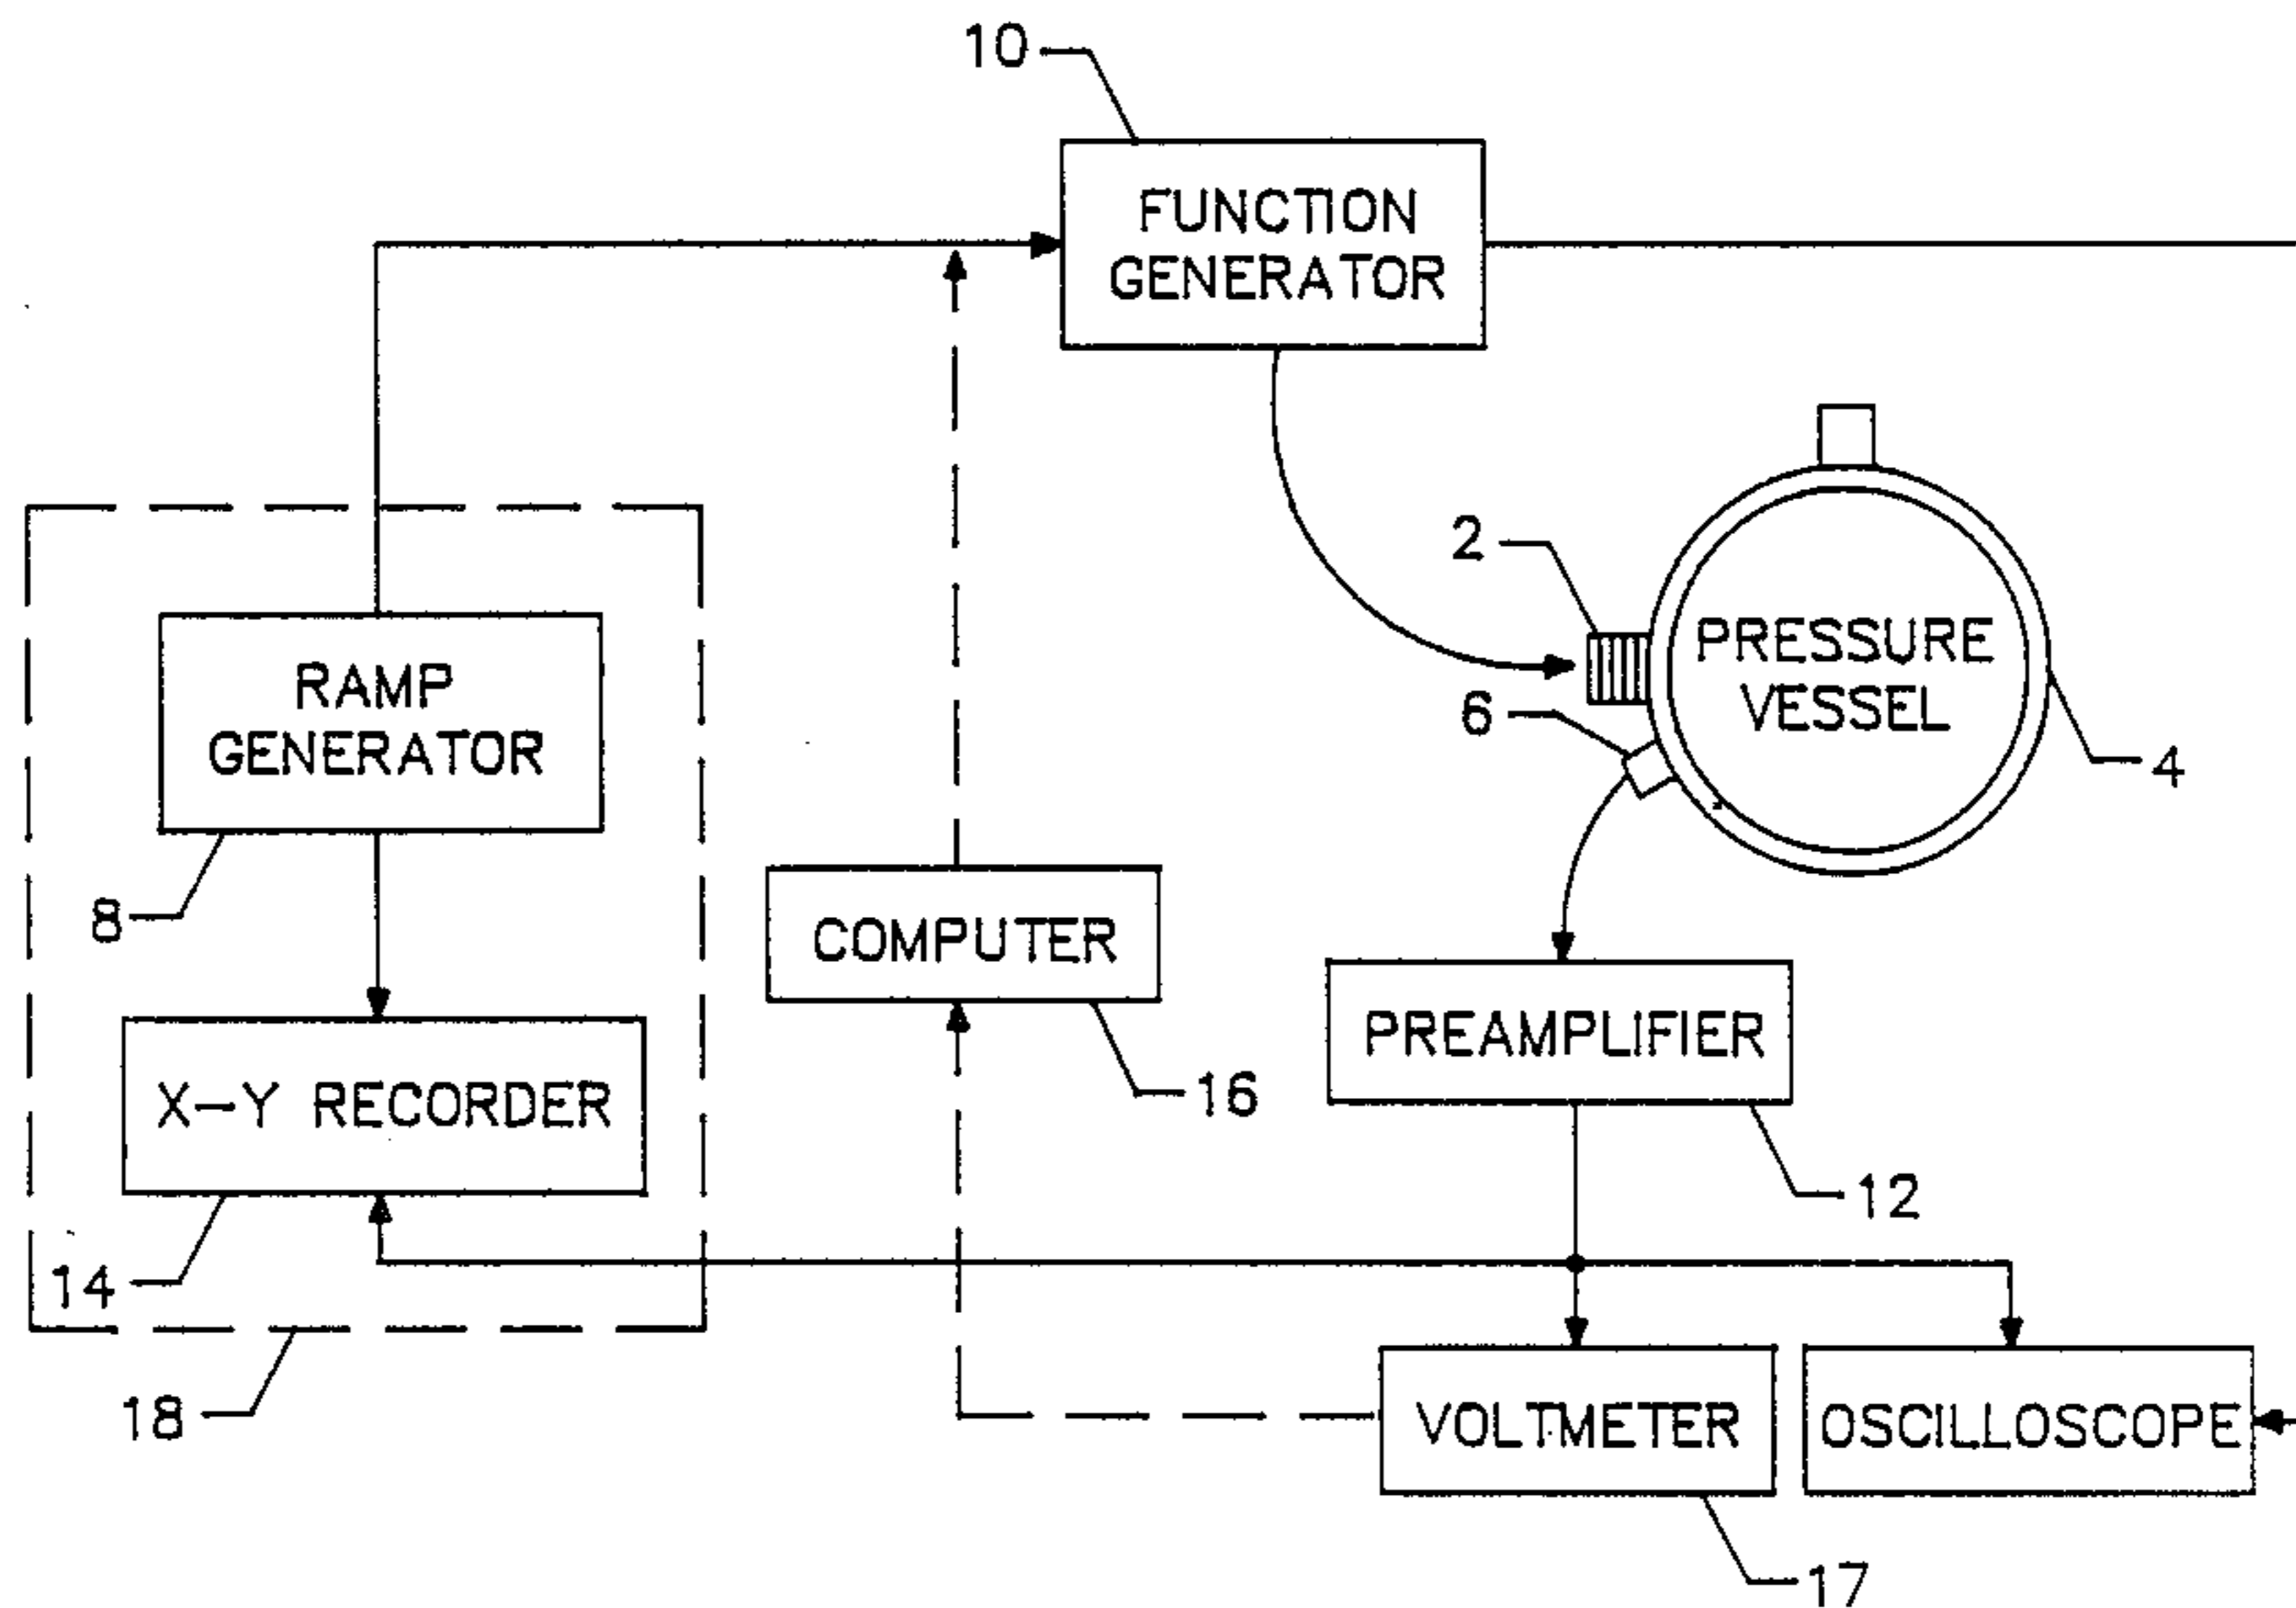 10
FUNCTION
GENERATOR
2
PRESSURE
VESSEL
6
4
RAMP
GENERATOR
8
COMPUTER
16
PREAMPLIFIER
12
X-Y RECORDER
14
18
VOLTMETER
OSCILLOSCOPE
17